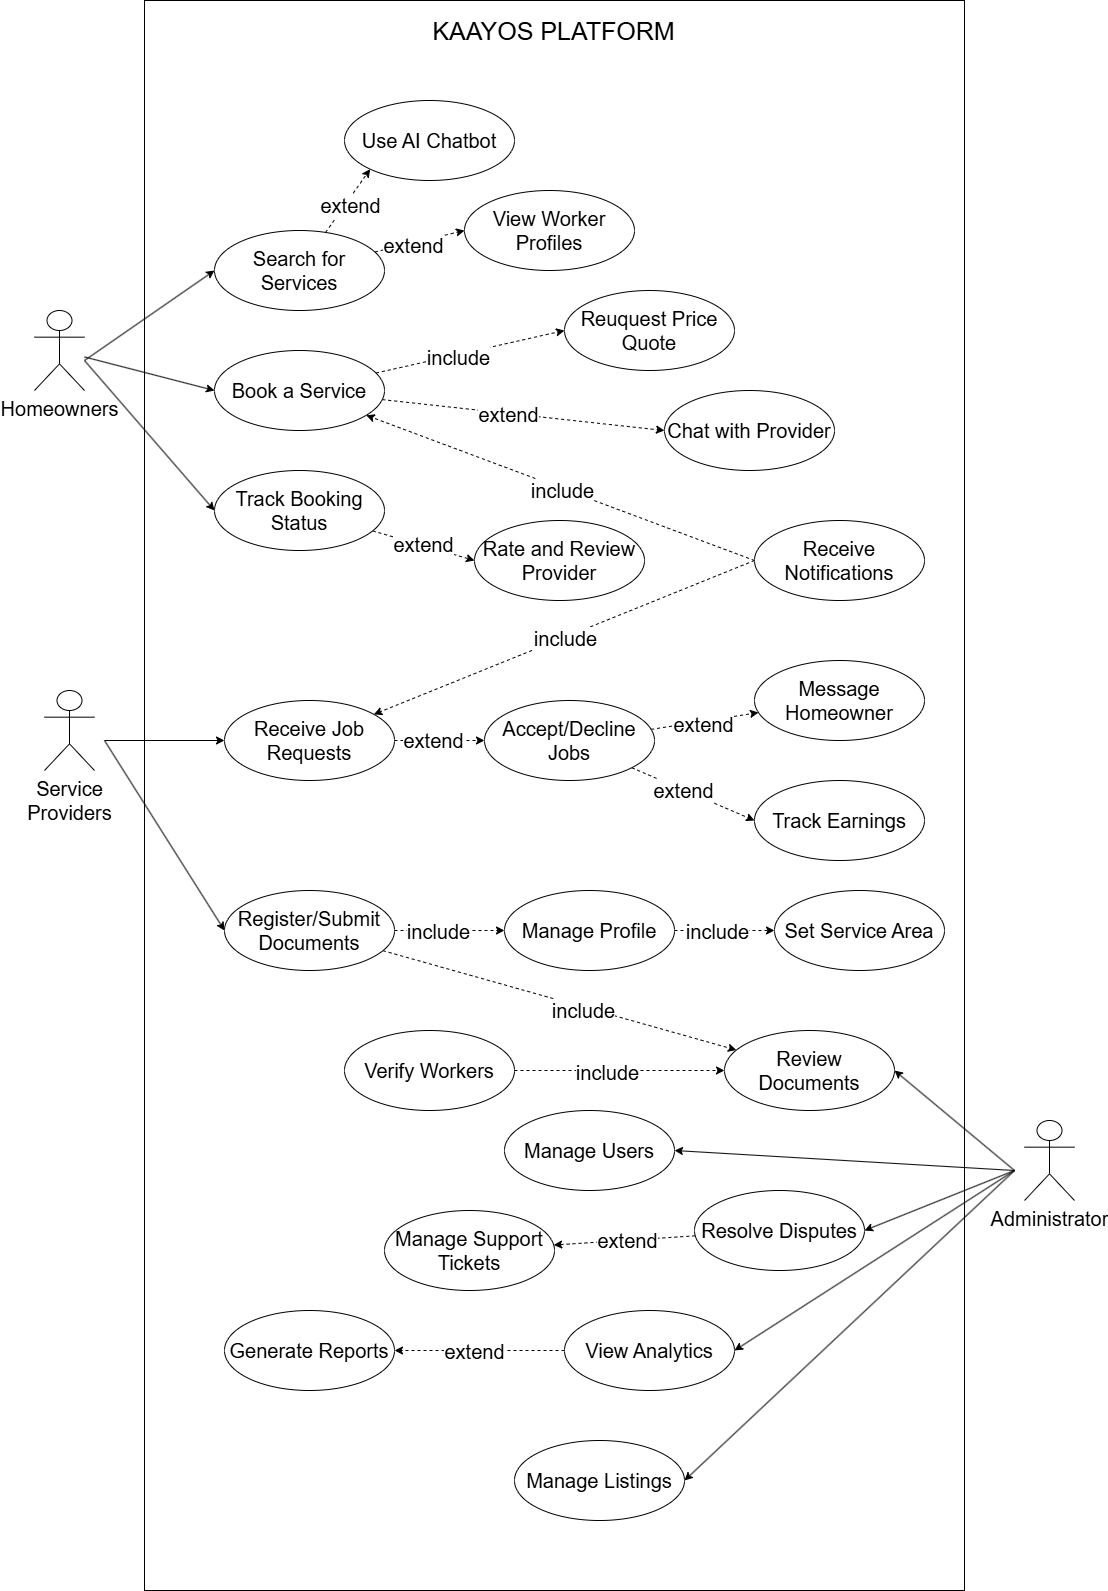 KAAYOS PLATFORM
Use AI Chatbot
extend
View Worker
Profiles
extend
Search for
Services
Reuquest Price
Quote
include
Homeowners
Book a Service
extend
Chat with Provider
include
Track Booking
Status
extend
Rate and Review
Provider
Receive
Notifications
include
Service
Providers
Receive Job
Requests
extend
Accept/Decline
Jobs
extend
Message
Homeowner
extend
Track Earnings
Register/Submit
Documents
include
Manage Profile
include
Set Service Area
include
Verify Workers
include
Review
Documents
Manage Users
Administrator
Manage Support
Tickets
extend
Resolve Disputes
Generate Reports
extend
View Analytics
Manage Listings